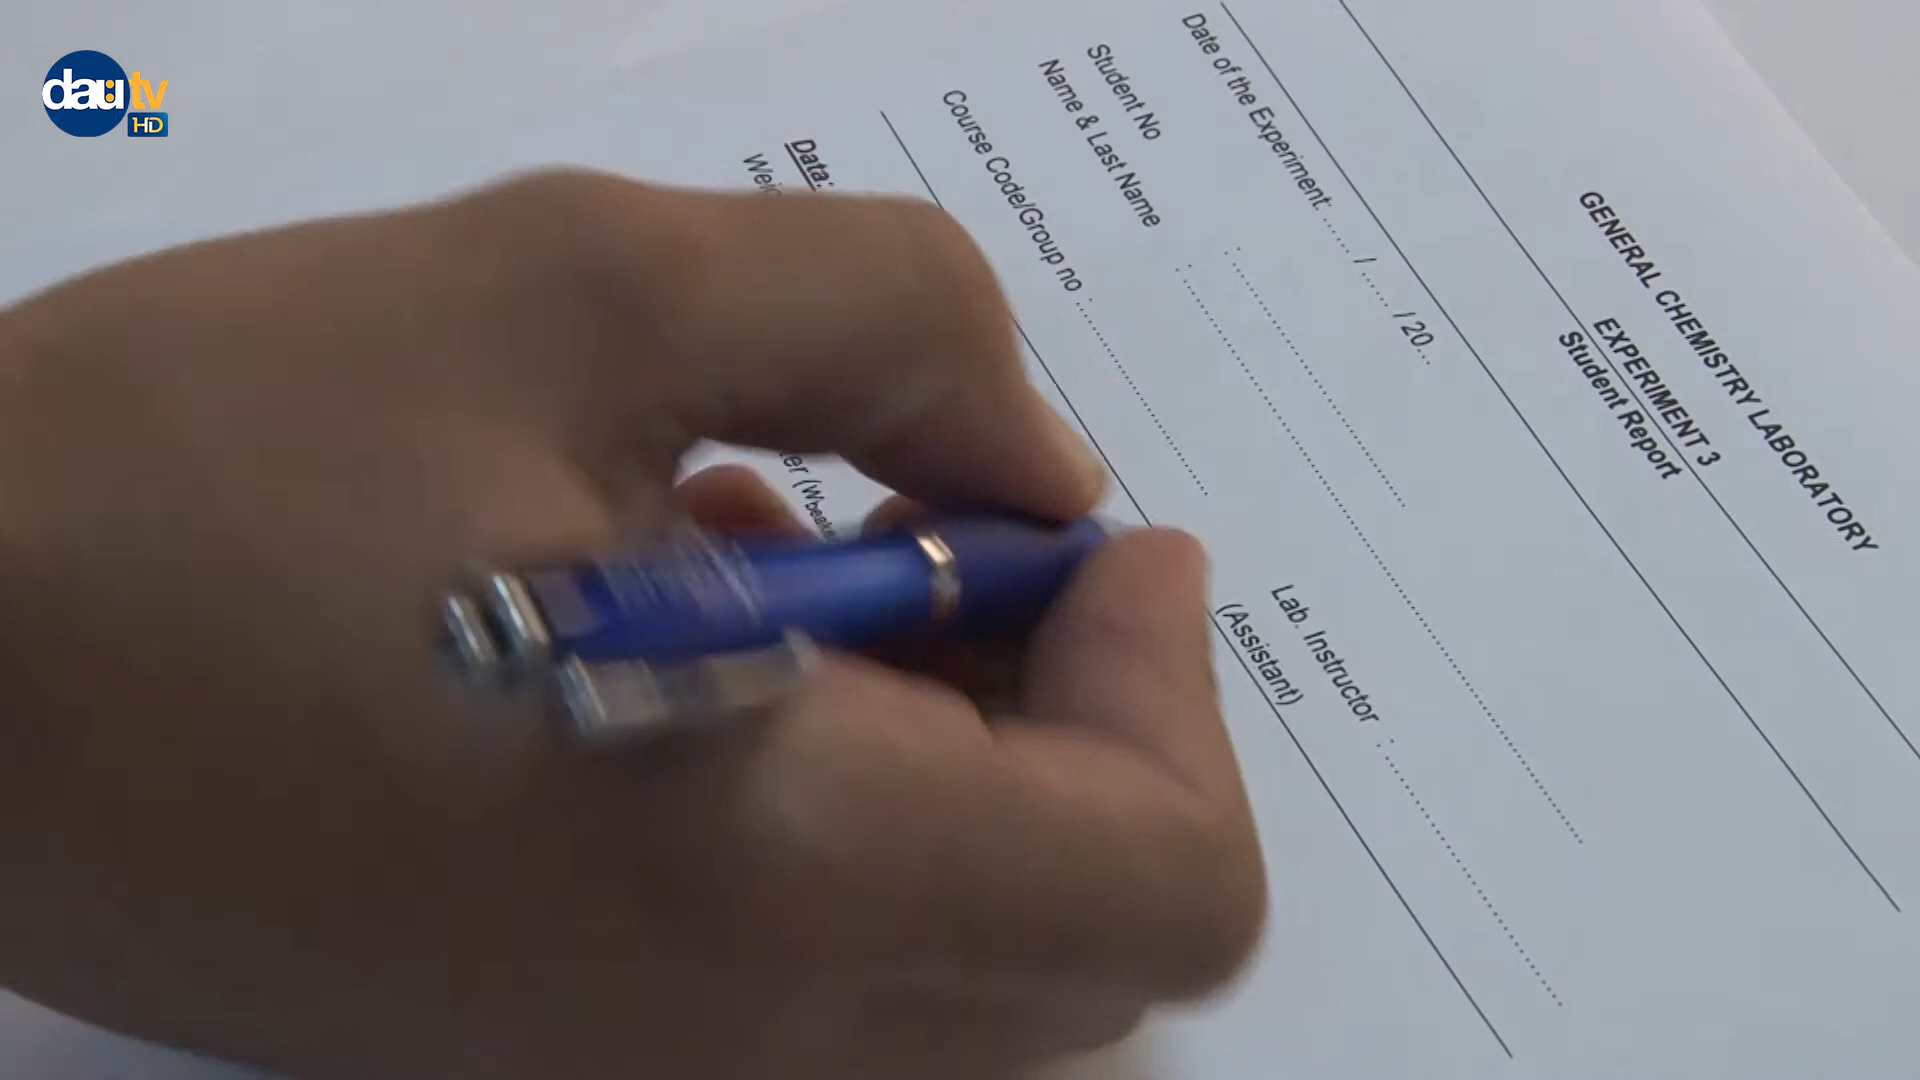 daü:tv
HD
GENERAL CHEMISTRY LABORATORY
EXPERIMENT 3
Student Report
Date of the Experiment: ...... / ...... / 20...
Student No : ........................................
Name & Last Name : ................................................................................
Course Code/Group no : ............................... Lab. Instructor : ...........................................
(Assistant)
Data: